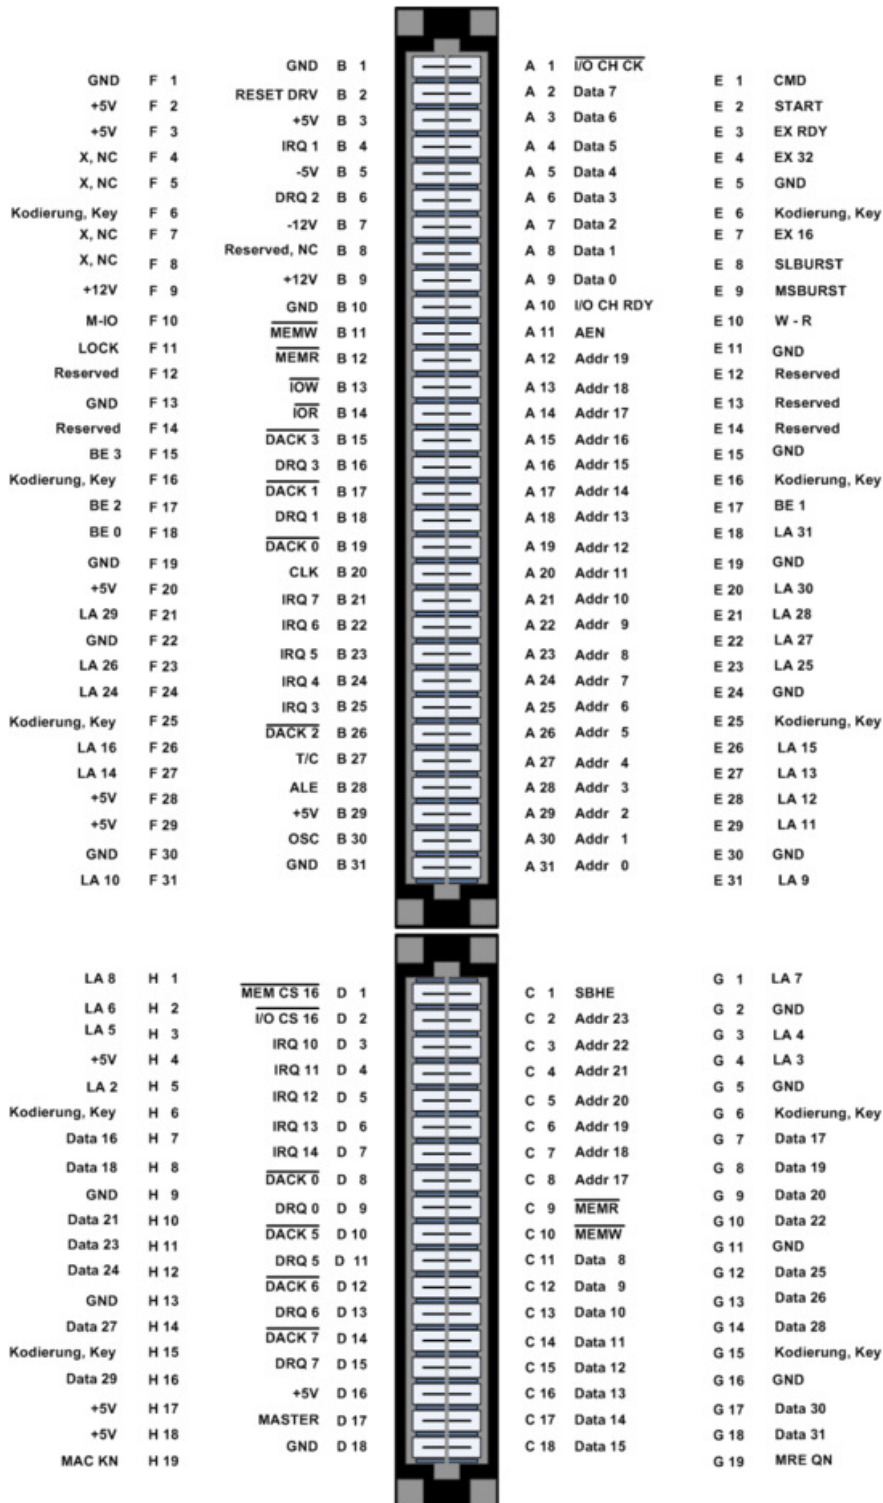 GND B 1 A 1 I/O CH CK
GND F 1 E 1 CMD
RESET DRV B 2 A 2 Data 7
+5V F 2 E 2 START
+5V B 3 A 3 Data 6
+5V F 3 E 3 EX RDY
IRQ 1 B 4 A 4 Data 5
X, NC F 4 E 4 EX 32
-5V B 5 A 5 Data 4
X, NC F 5 E 5 GND
DRQ 2 B 6 A 6 Data 3
Kodierung, Key F 6 E 6 Kodierung, Key
-12V B 7 A 7 Data 2
X, NC F 7 E 7 EX 16
Reserved, NC B 8 A 8 Data 1
X, NC F 8 E 8 SLBURST
+12V B 9 A 9 Data 0
+12V F 9 E 9 MSBURST
GND B 10 A 10 I/O CH RDY
M-IO F 10 E 10 W - R
MEMW B 11 A 11 AEN
LOCK F 11 E 11 GND
MEMR B 12 A 12 Addr 19
Reserved F 12 E 12 Reserved
IOW B 13 A 13 Addr 18
GND F 13 E 13 Reserved
IOR B 14 A 14 Addr 17
Reserved F 14 E 14 Reserved
DACK 3 B 15 A 15 Addr 16
BE 3 F 15 E 15 GND
DRQ 3 B 16 A 16 Addr 15
Kodierung, Key F 16 E 16 Kodierung, Key
DACK 1 B 17 A 17 Addr 14
BE 2 F 17 E 17 BE 1
DRQ 1 B 18 A 18 Addr 13
BE 0 F 18 E 18 LA 31
DACK 0 B 19 A 19 Addr 12
GND F 19 E 19 GND
CLK B 20 A 20 Addr 11
+5V F 20 E 20 LA 30
IRQ 7 B 21 A 21 Addr 10
LA 29 F 21 E 21 LA 28
IRQ 6 B 22 A 22 Addr 9
GND F 22 E 22 LA 27
IRQ 5 B 23 A 23 Addr 8
LA 26 F 23 E 23 LA 25
IRQ 4 B 24 A 24 Addr 7
LA 24 F 24 E 24 GND
IRQ 3 B 25 A 25 Addr 6
Kodierung, Key F 25 E 25 Kodierung, Key
DACK 2 B 26 A 26 Addr 5
LA 16 F 26 E 26 LA 15
T/C B 27 A 27 Addr 4
LA 14 F 27 E 27 LA 13
ALE B 28 A 28 Addr 3
+5V F 28 E 28 LA 12
+5V B 29 A 29 Addr 2
+5V F 29 E 29 LA 11
OSC B 30 A 30 Addr 1
GND F 30 E 30 GND
GND B 31 A 31 Addr 0
LA 10 F 31 E 31 LA 9
LA 8 H 1 G 1 LA 7
MEM CS 16 D 1 C 1 SBHE
LA 6 H 2 G 2 GND
I/O CS 16 D 2 C 2 Addr 23
LA 5 H 3 G 3 LA 4
IRQ 10 D 3 C 3 Addr 22
+5V H 4 G 4 LA 3
IRQ 11 D 4 C 4 Addr 21
LA 2 H 5 G 5 GND
IRQ 12 D 5 C 5 Addr 20
Kodierung, Key H 6 G 6 Kodierung, Key
IRQ 13 D 6 C 6 Addr 19
Data 16 H 7 G 7 Data 17
IRQ 14 D 7 C 7 Addr 18
Data 18 H 8 G 8 Data 19
DACK 0 D 8 C 8 Addr 17
GND H 9 G 9 Data 20
DRQ 0 D 9 C 9 MEMR
Data 21 H 10 G 10 Data 22
DACK 5 D 10 C 10 MEMW
Data 23 H 11 G 11 GND
DRQ 5 D 11 C 11 Data 8
Data 24 H 12 G 12 Data 25
DACK 6 D 12 C 12 Data 9
GND H 13 G 13 Data 26
DRQ 6 D 13 C 13 Data 10
Data 27 H 14 G 14 Data 28
DACK 7 D 14 C 14 Data 11
Kodierung, Key H 15 G 15 Kodierung, Key
DRQ 7 D 15 C 15 Data 12
Data 29 H 16 G 16 GND
+5V D 16 C 16 Data 13
+5V H 17 G 17 Data 30
MASTER D 17 C 17 Data 14
+5V H 18 G 18 Data 31
GND D 18 C 18 Data 15
MAC KN H 19 G 19 MRE QN